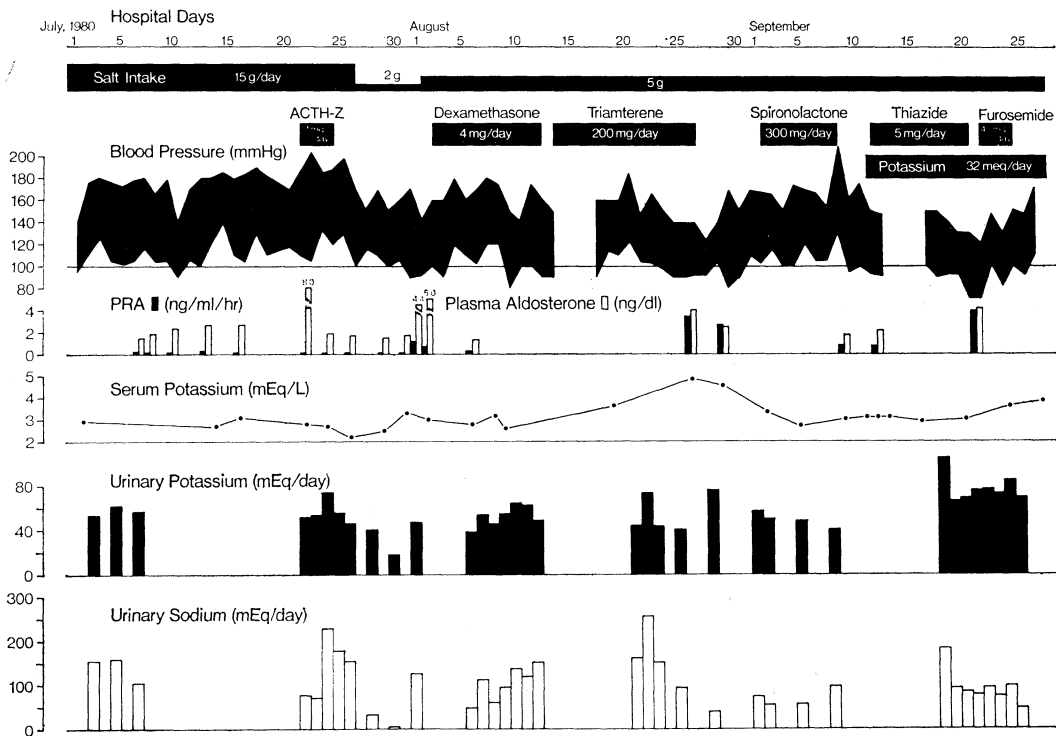 Hospital Days
July, 1980 August September
1 5 10 15 20 25 30 1 5 10 15 20 25 30 1 5 10 15 20 25
Salt Intake 15 g/day 2 g 5 g
ACTH-Z Dexamethasone Triamterene Spironolactone Thiazide Furosemide
4 mg/day 200 mg/day 300 mg/day 5 mg/day
Blood Pressure (mmHg)
Potassium 32 meq/day
200
180
160
140
120
100
80
PRA (ng/ml/hr) Plasma Aldosterone (ng/dl)
4
2
0
Serum Potassium (mEq/L)
5
4
3
2
Urinary Potassium (mEq/day)
80
40
0
Urinary Sodium (mEq/day)
300
200
100
0